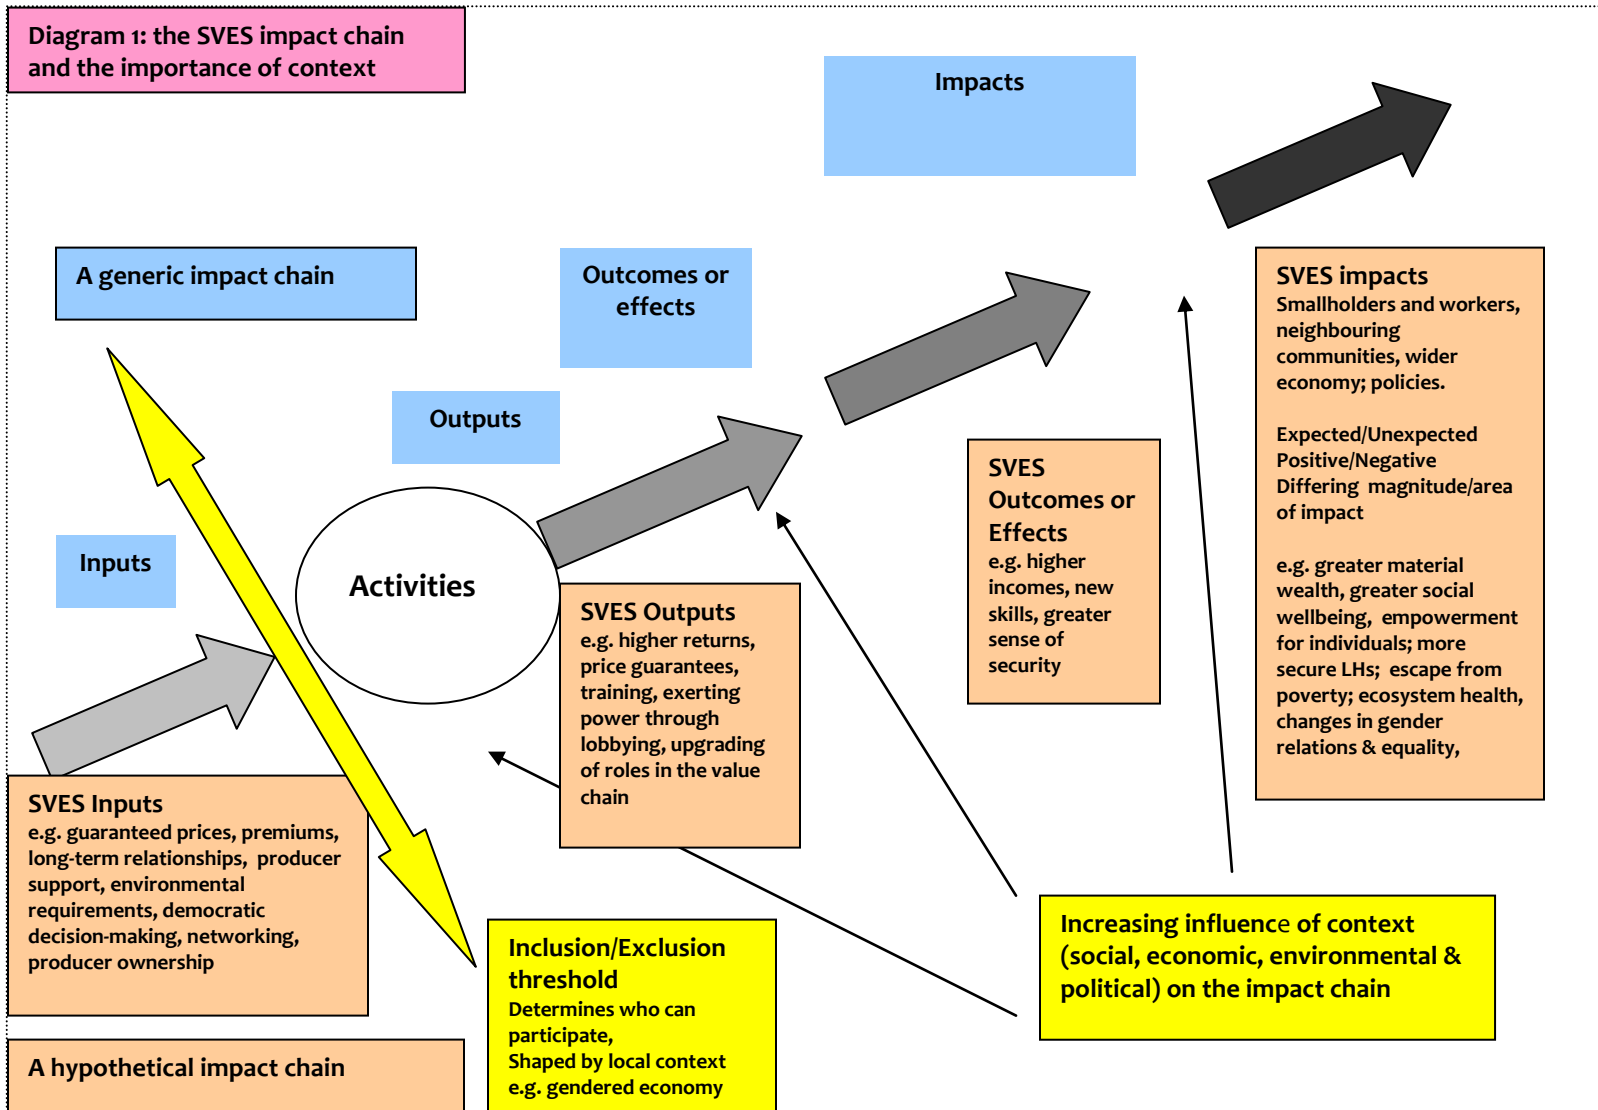 Diagram 1: the SVES impact chain
and the importance of context
Impacts
A generic impact chain
Outcomes or
effects
SVES impacts
Smallholders and workers,
neighbouring
communities, wider
economy; policies.
Expected/Unexpected
Positive/Negative
Differing magnitude/area
of impact
e.g. greater material
wealth, greater social
wellbeing, empowerment
for individuals; more
secure LHs; escape from
poverty; ecosystem health,
changes in gender
relations & equality,
Outputs
SVES
Outcomes or
Effects
e.g. higher
incomes, new
skills, greater
sense of
security
Inputs
Activities
SVES Outputs
e.g. higher returns,
price guarantees,
training, exerting
power through
lobbying, upgrading
of roles in the value
chain
SVES Inputs
e.g. guaranteed prices, premiums,
long-term relationships, producer
support, environmental
requirements, democratic
decision-making, networking,
producer ownership
Inclusion/Exclusion
threshold
Determines who can
participate,
Shaped by local context
e.g. gendered economy
Increasing influence of context
(social, economic, environmental &
political) on the impact chain
A hypothetical impact chain